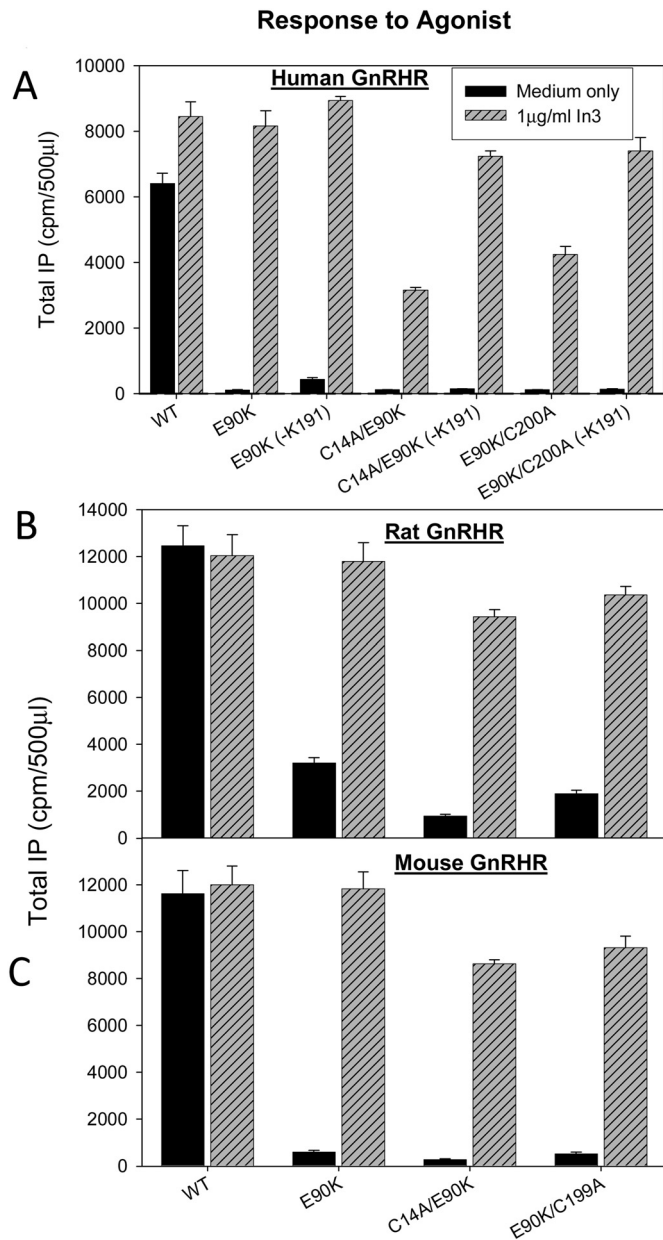 Response to Agonist
A
Human GnRHR
Medium only
1μg/ml In3
Total IP (cpm/500μl)
10000
8000
6000
4000
2000
0
WT
E90K
E90K (-K191)
C14A/E90K
C14A/E90K (-K191)
E90K/C200A
E90K/C200A (-K191)
B
Rat GnRHR
14000
12000
10000
8000
6000
4000
2000
0
Total IP (cpm/500μl)
C
Mouse GnRHR
12000
10000
8000
6000
4000
2000
0
WT
E90K
C14A/E90K
E90K/C199A